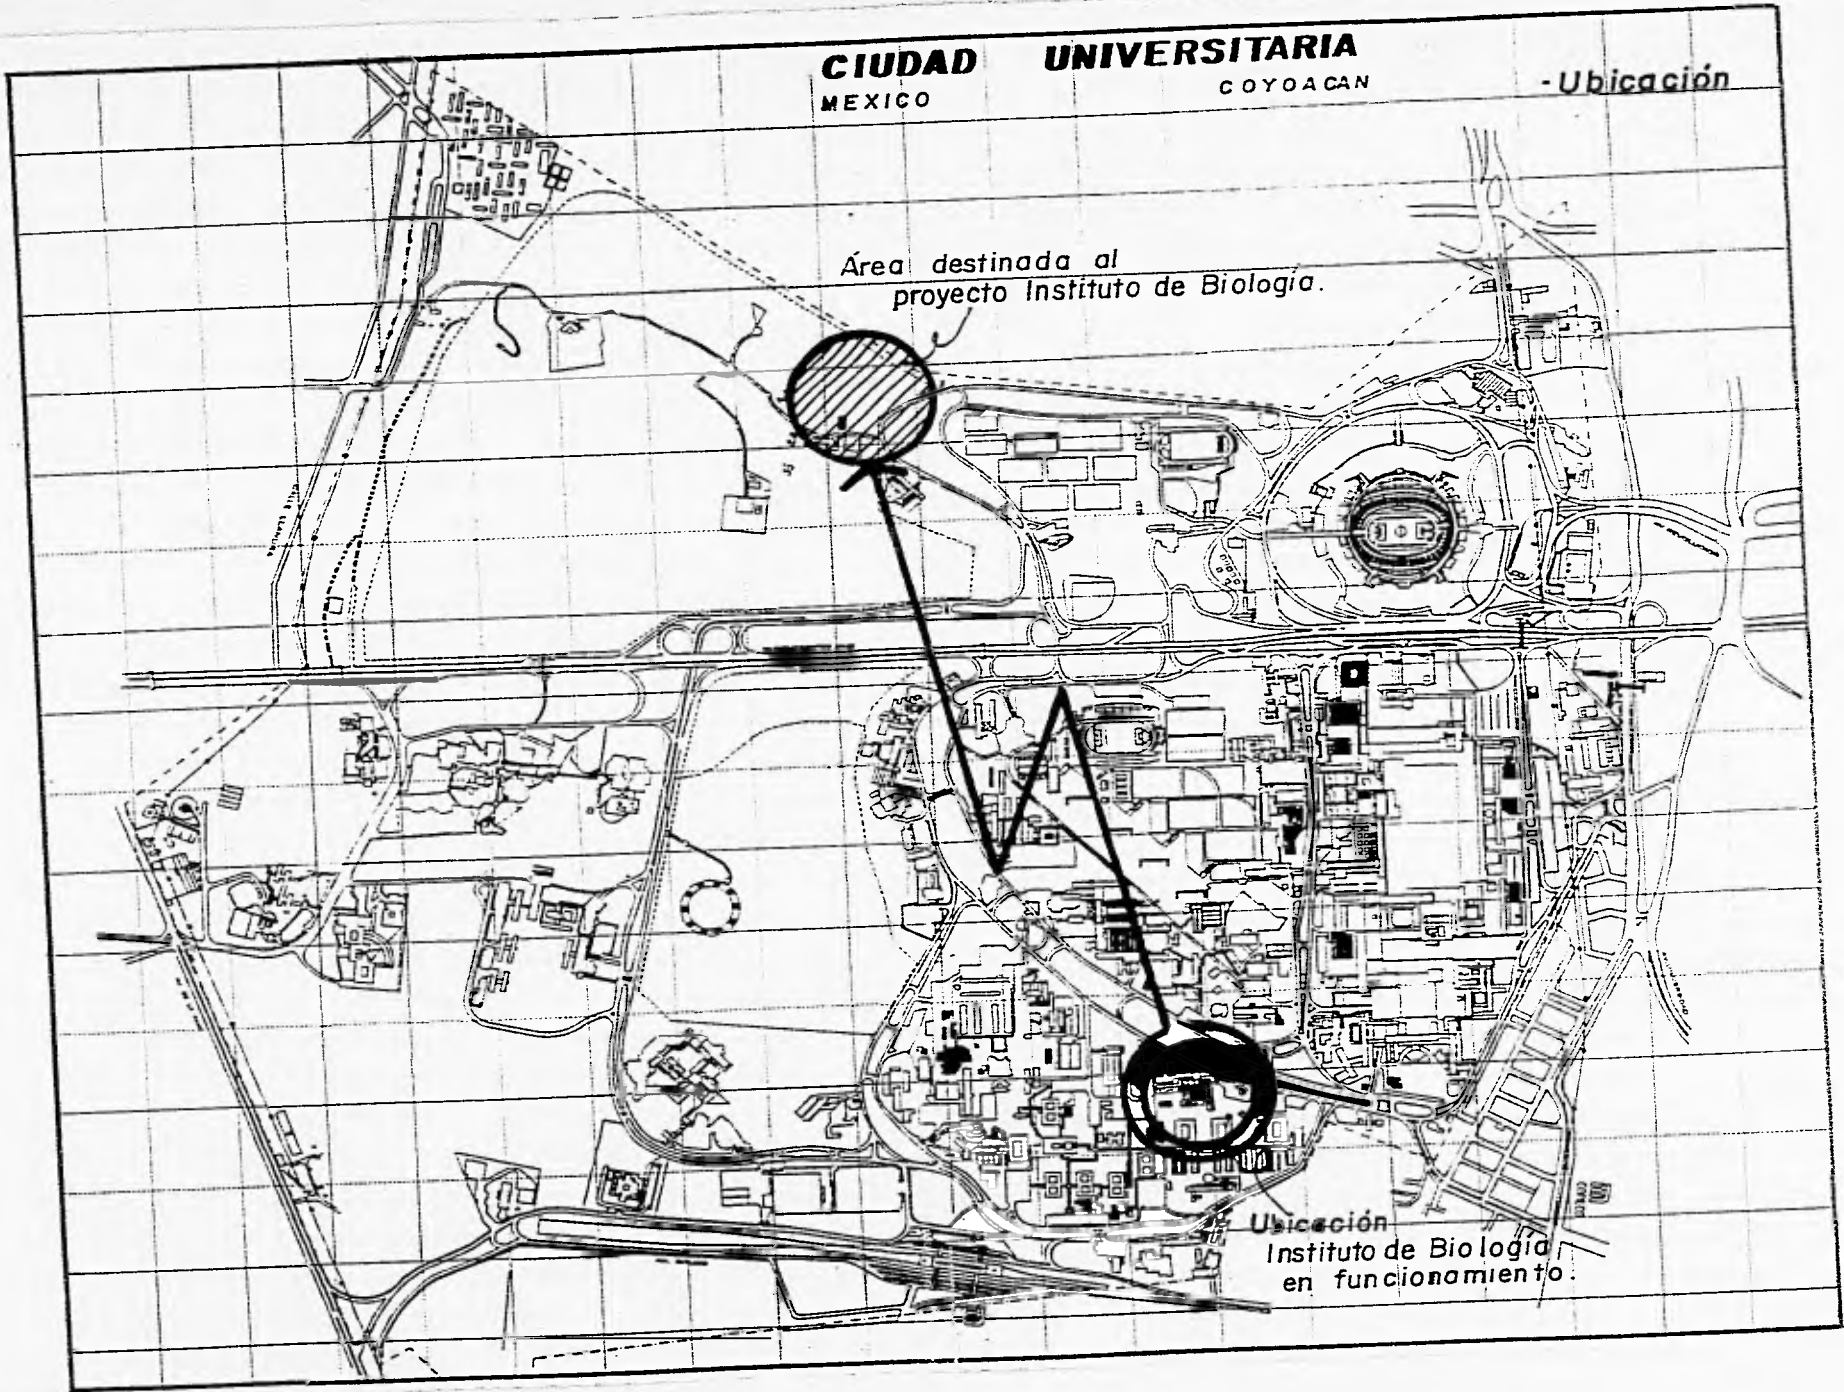 CIUDAD UNIVERSITARIA
MEXICO COYOACAN
-Ubicación
Área destinada al
proyecto Instituto de Biología.
Ubicación
Instituto de Biología
en funcionamiento.